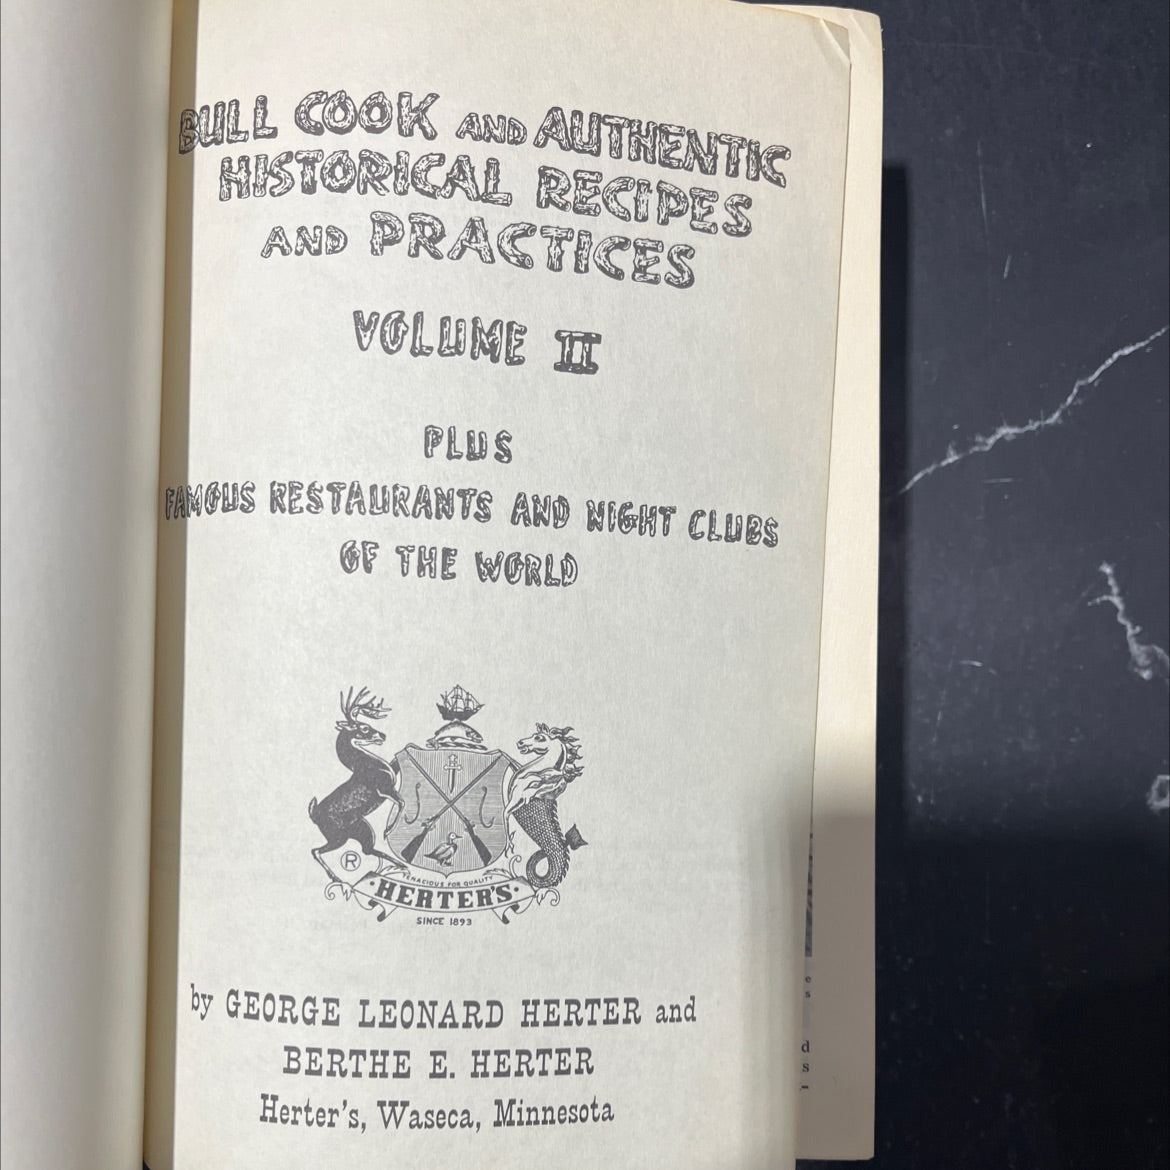 BULL COOK AND AUTHENTIC
HISTORICAL RECIPES
AND PRACTICES
VOLUME II
PLUS
FAMOUS RESTAURANTS AND NIGHT CLUBS
OF THE WORLD
R
TENACIOUS FOR QUALITY
·HERTER'S·
SINCE 1893
by GEORGE LEONARD HERTER and
BERTHE E. HERTER
Herter's, Waseca, Minnesota
e
s
d
s
-